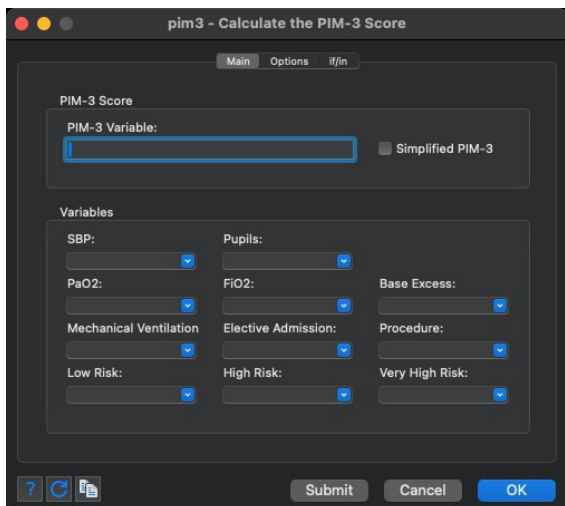 pim3 - Calculate the PIM-3 Score
Main Options if/in
PIM-3 Score
PIM-3 Variable:
Simplified PIM-3
Variables
SBP: Pupils:
PaO2: FiO2: Base Excess:
Mechanical Ventilation Elective Admission: Procedure:
Low Risk: High Risk: Very High Risk:
? Submit Cancel OK